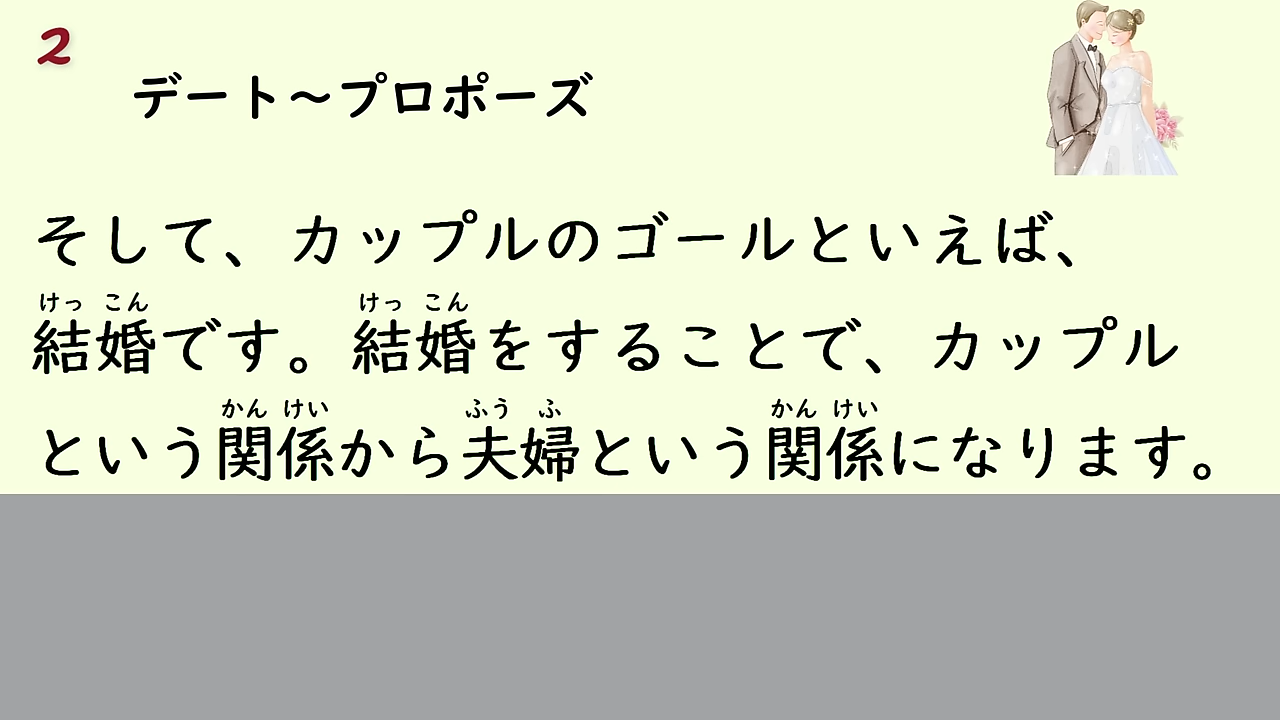 2
デート～プロポーズ
そして、カップルのゴールといえば、
けっ こん けっ こん
結婚です。結婚をすることで、カップル
かん けい ふう ふ かん けい
という関係から夫婦という関係になります。